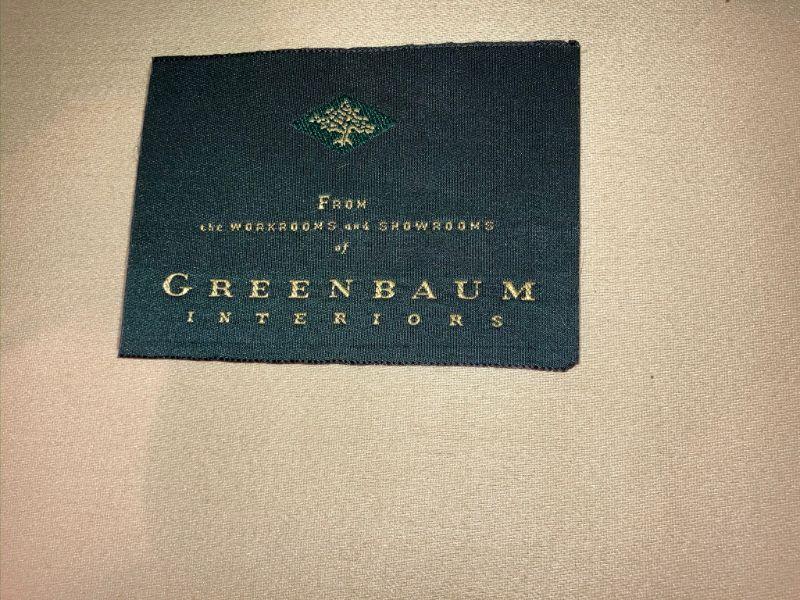 FROM
the WORKROOMS and SHOWROOMS
of
GREENBAUM
INTERIORS